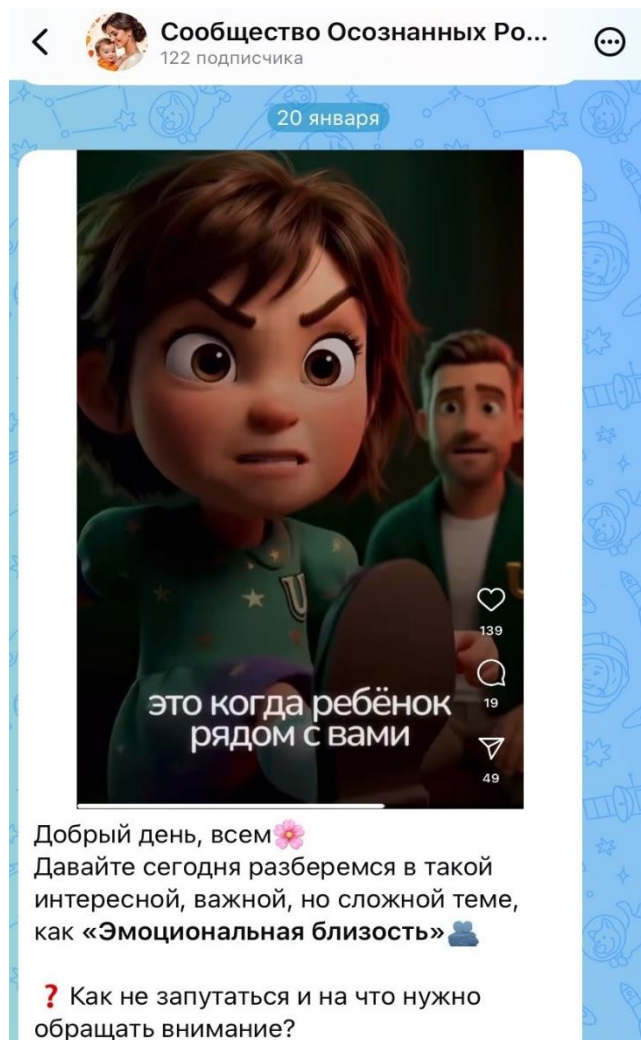 Сообщество Осознанных Ро...
122 подписчика
20 января
U
139
19
это когда ребёнок
рядом с вами
49
Добрый день, всем🌸
Давайте сегодня разберемся в такой
интересной, важной, но сложной теме,
как «Эмоциональная близость»🫂
❓ Как не запутаться и на что нужно
обращать внимание?